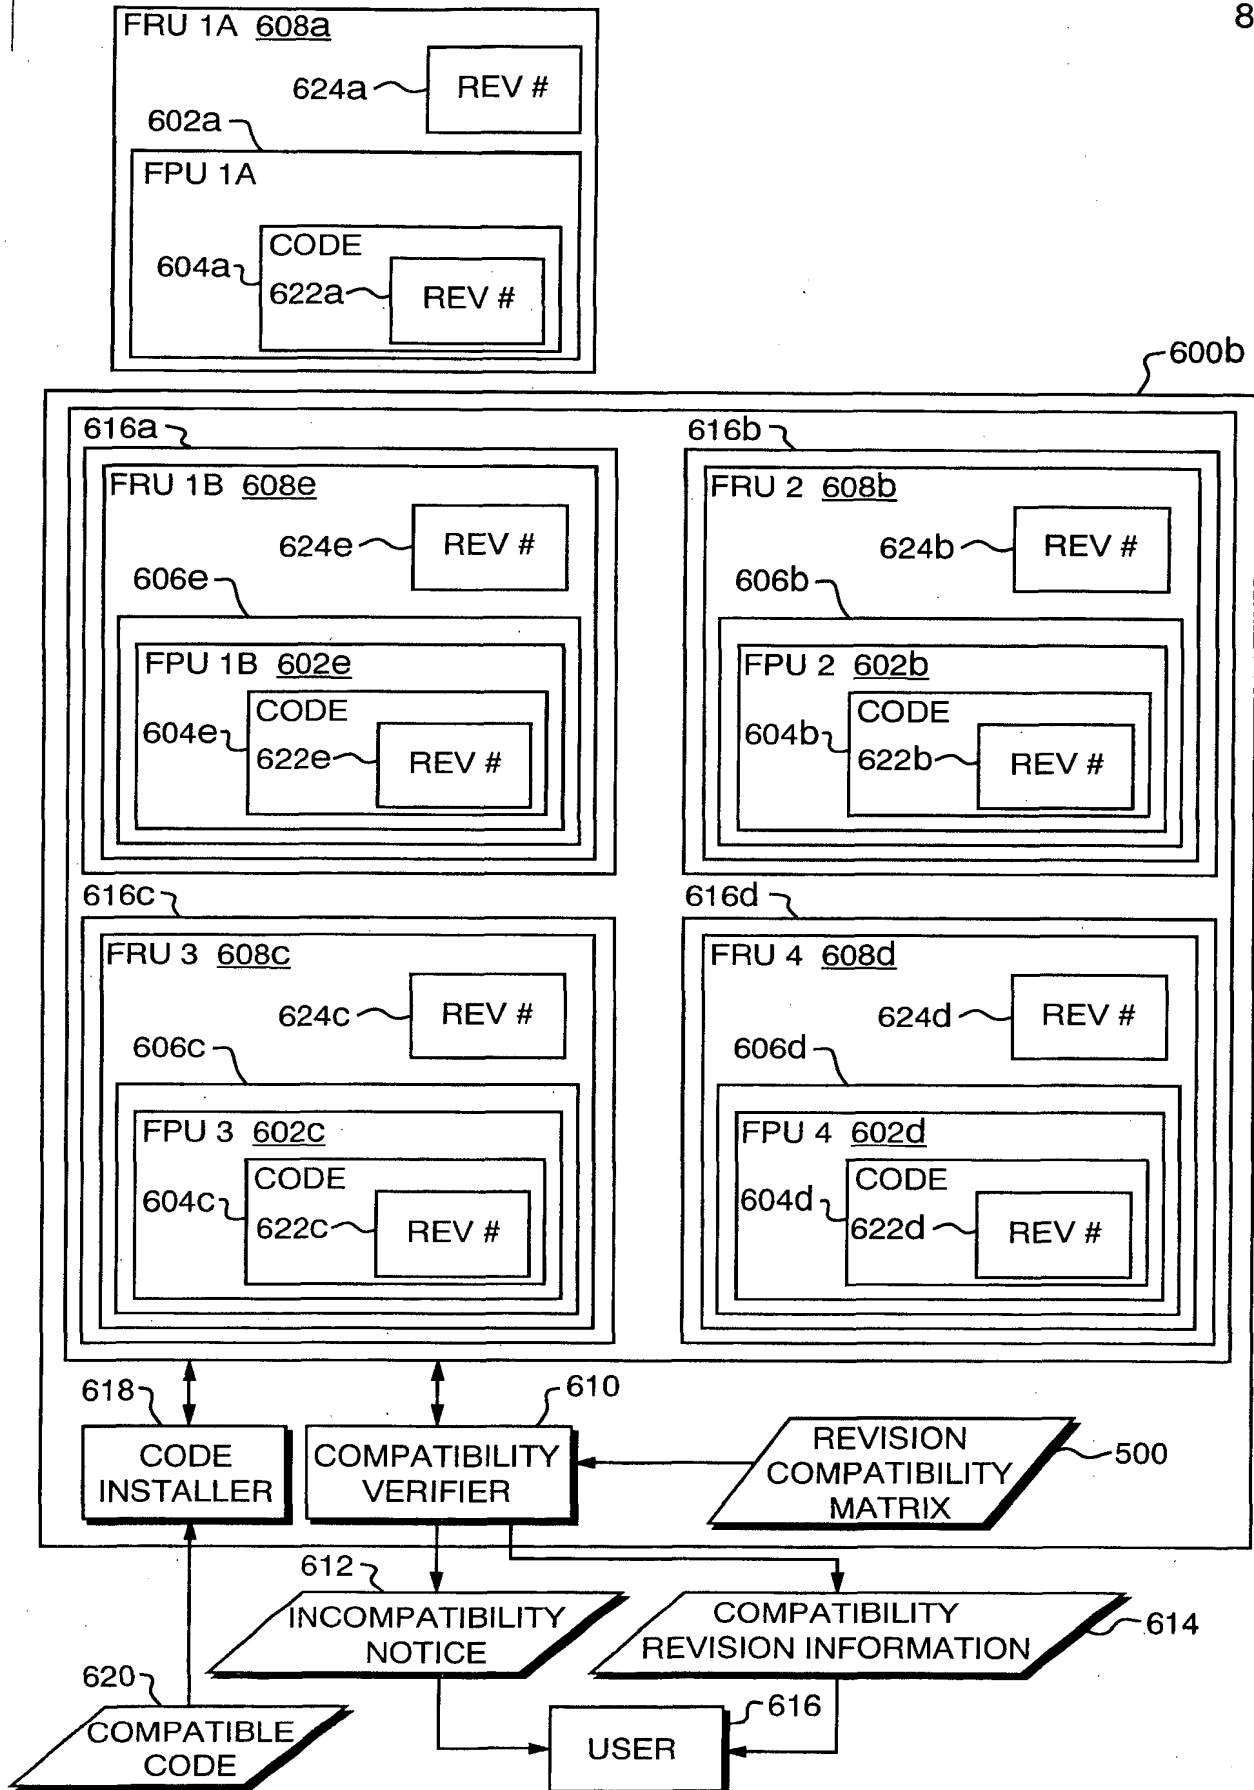 8
FRU 1A 608a
624a
REV #
602a
FPU 1A
CODE
604a
622a
REV #
600b
616a
FRU 1B 608e
624e
REV #
606e
FPU 1B 602e
CODE
604e
622e
REV #
616b
FRU 2 608b
624b
REV #
606b
FPU 2 602b
CODE
604b
622b
REV #
616c
FRU 3 608c
624c
REV #
606c
FPU 3 602c
CODE
604c
622c
REV #
616d
FRU 4 608d
624d
REV #
606d
FPU 4 602d
CODE
604d
622d
REV #
618
CODE
INSTALLER
610
COMPATIBILITY
VERIFIER
REVISION
COMPATIBILITY
MATRIX
500
612
INCOMPATIBILITY
NOTICE
COMPATIBILITY
REVISION INFORMATION
614
620
COMPATIBLE
CODE
616
USER